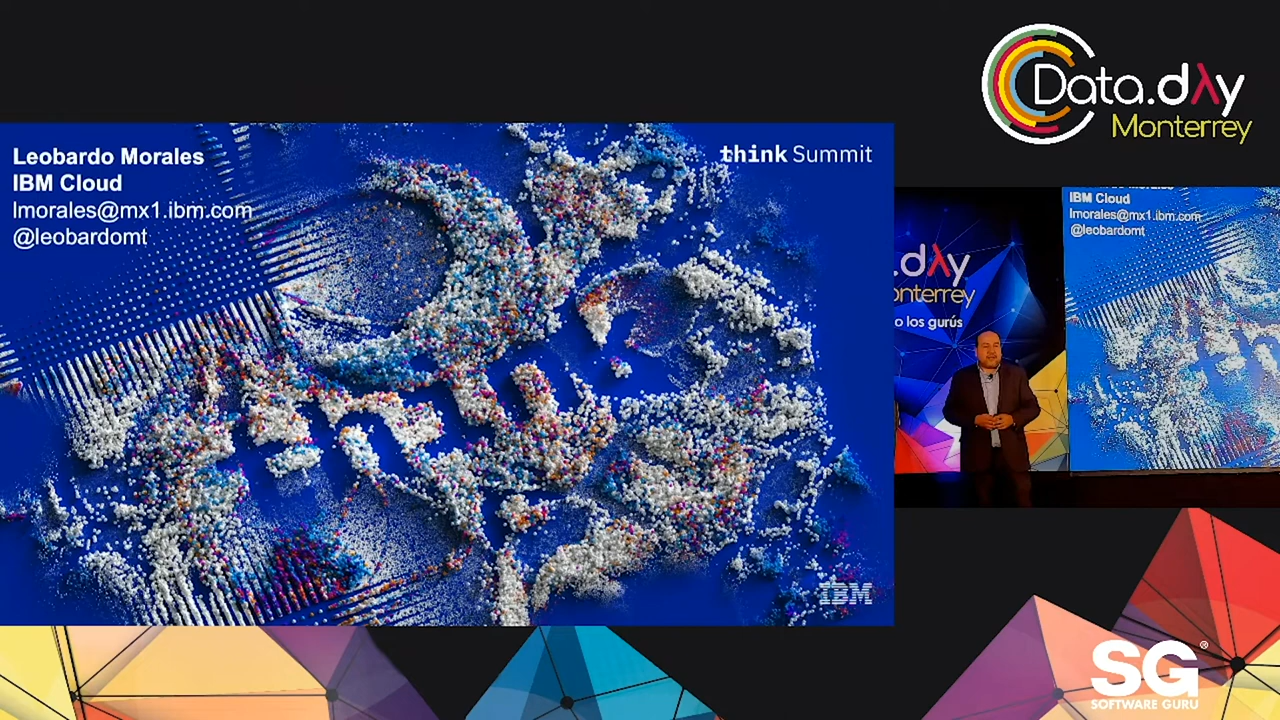 Data.dλy
Monterrey
Leobardo Morales
IBM Cloud
lmorales@mx1.ibm.com
@leobardomt
think Summit
IBM
IBM Cloud
lmorales@mx1.ibm.com
@leobardomt
.dλy
onterrey
o los gurús
SG®
SOFTWARE GURU